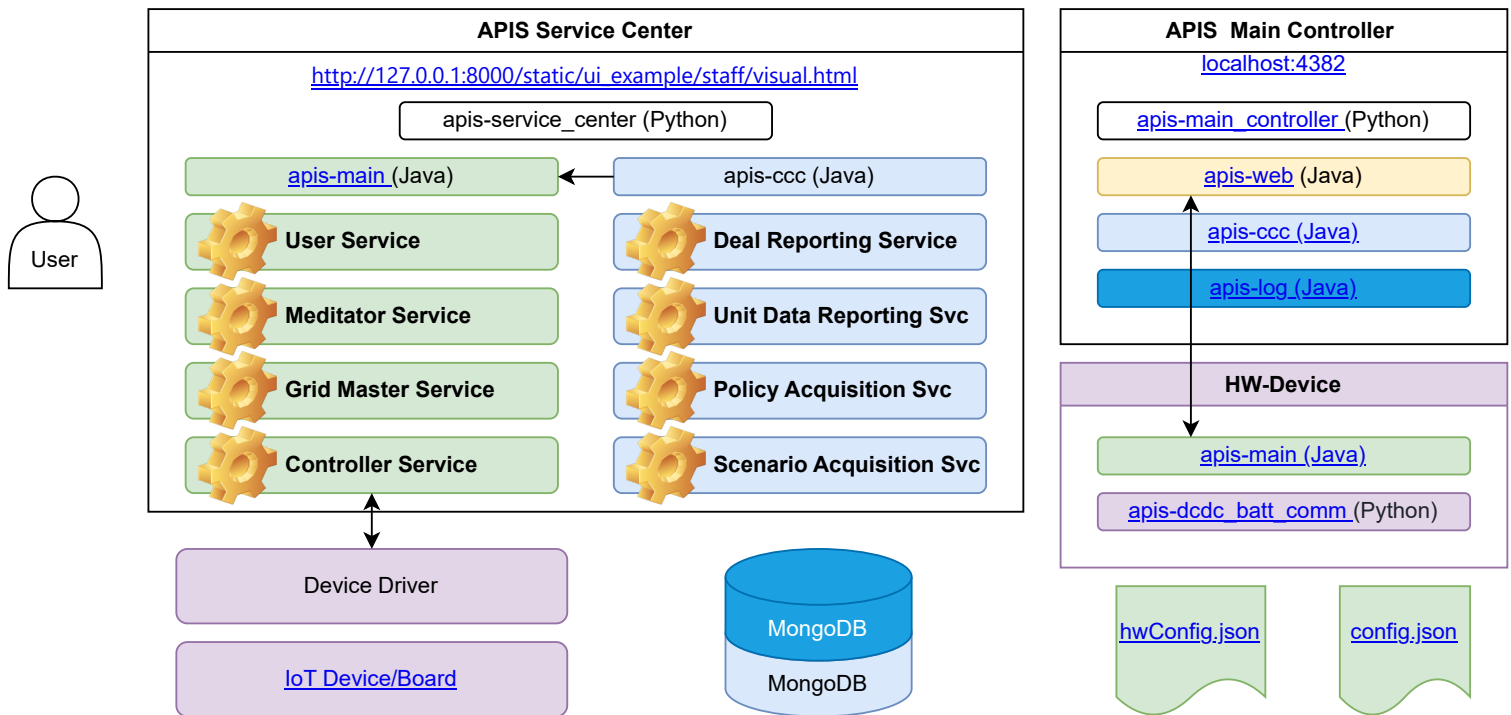 APIS Service Center
http://127.0.0.1:8000/static/ui_example/staff/visual.html
apis-service_center (Python)
apis-main (Java)
apis-ccc (Java)
User Service
Deal Reporting Service
Meditator Service
Unit Data Reporting Svc
Grid Master Service
Policy Acquisition Svc
Controller Service
Scenario Acquisition Svc
User
Device Driver
IoT Device/Board
MongoDB
MongoDB
APIS  Main Controller
localhost:4382
apis-main_controller (Python)
apis-web (Java)
apis-ccc (Java)
apis-log (Java)
HW-Device
apis-main (Java)
apis-dcdc_batt_comm (Python)
hwConfig.json
config.json